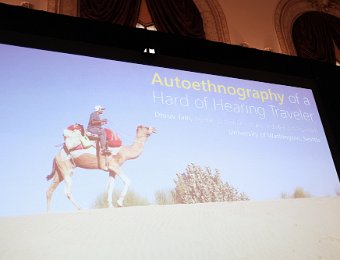 Autoethnography of a
Hard of Hearing Traveler
Dhruv Jain,
University of Washington, Seattle